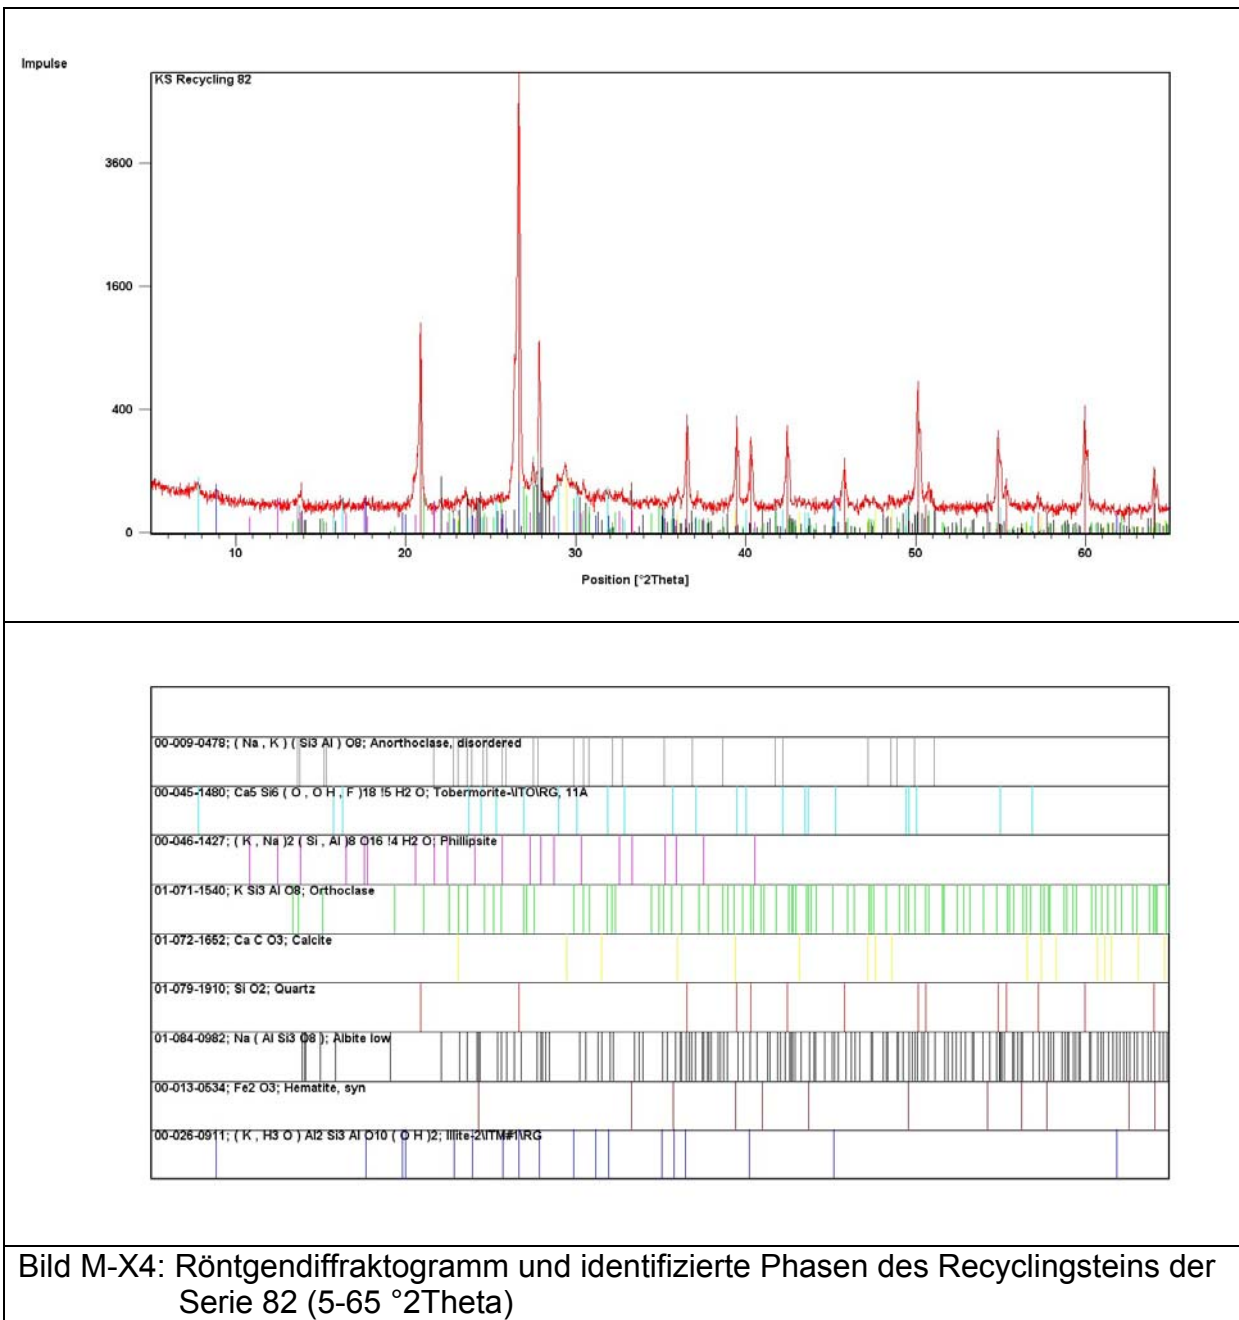 Impulse
KS Recycling 82
3600
1600
400
0
10 20 30 40 50 60
Position [°2Theta]
00-009-0478; ( Na , K ) ( Si3 Al ) O8; Anorthoclase, disordered
00-045-1480; Ca5 Si6 ( O , O H , F )18 !5 H2 O; Tobermorite-\ITO\RG, 11A
00-046-1427; ( K , Na )2 ( Si , Al )8 O16 !4 H2 O; Phillipsite
01-071-1540; K Si3 Al O8; Orthoclase
01-072-1652; Ca C O3; Calcite
01-079-1910; Si O2; Quartz
01-084-0982; Na ( Al Si3 O8 ); Albite low
00-013-0534; Fe2 O3; Hematite, syn
00-026-0911; ( K , H3 O ) Al2 Si3 Al O10 ( O H )2; Illite-2\ITM#1\RG
Bild M-X4: Röntgendiffraktogramm und identifizierte Phasen des Recyclingsteins der
Serie 82 (5-65 °2Theta)